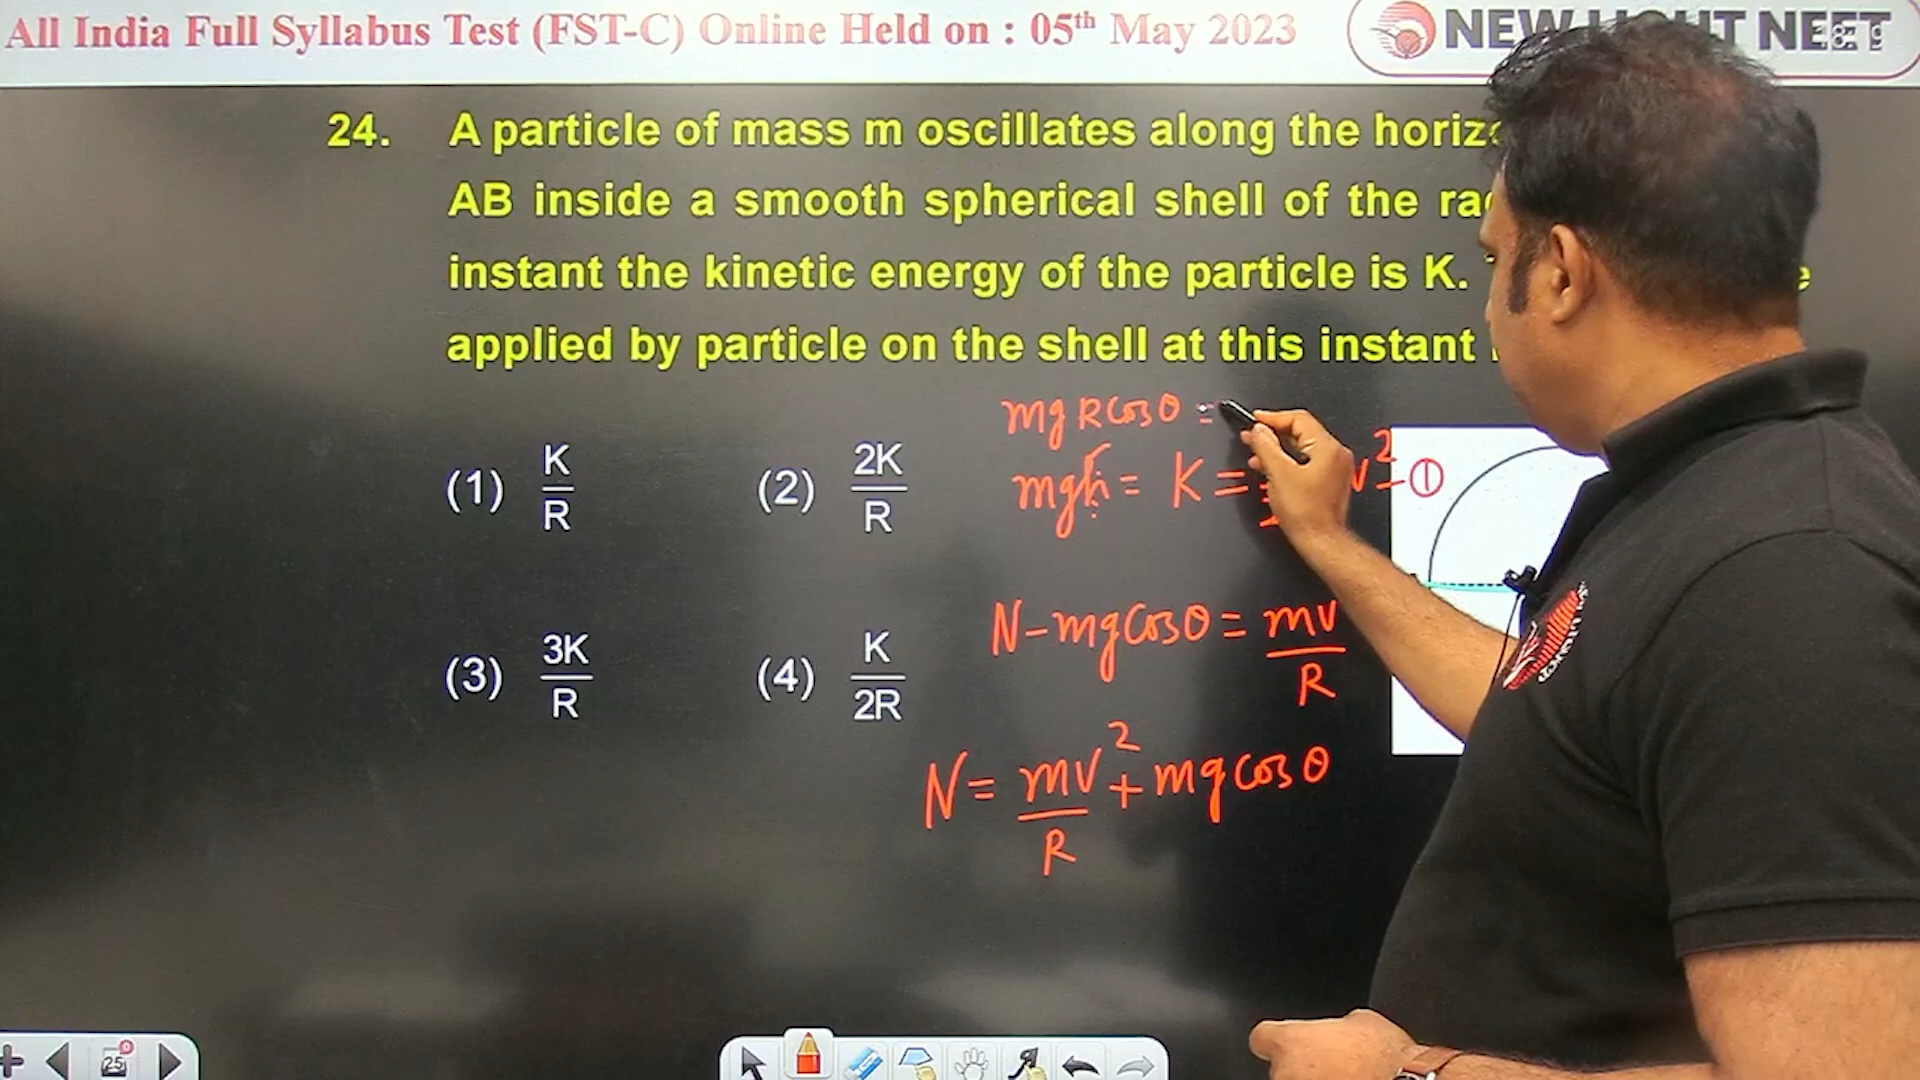 All India Full Syllabus Test (FST-C) Online Held on : 05th May 2023
NEW NEET
24. A particle of mass m oscillates along the
AB inside a smooth spherical shell of the
instant the kinetic energy of the particle is K.
applied by particle on the shell at this instant
(1) K/R (2) 2K/R
(3) 3K/R (4) K/2R
mg R cos θ =
mgh = K = v² – ①
N – mg cos θ = mv/R
N = mv²/R + mg cos θ
25